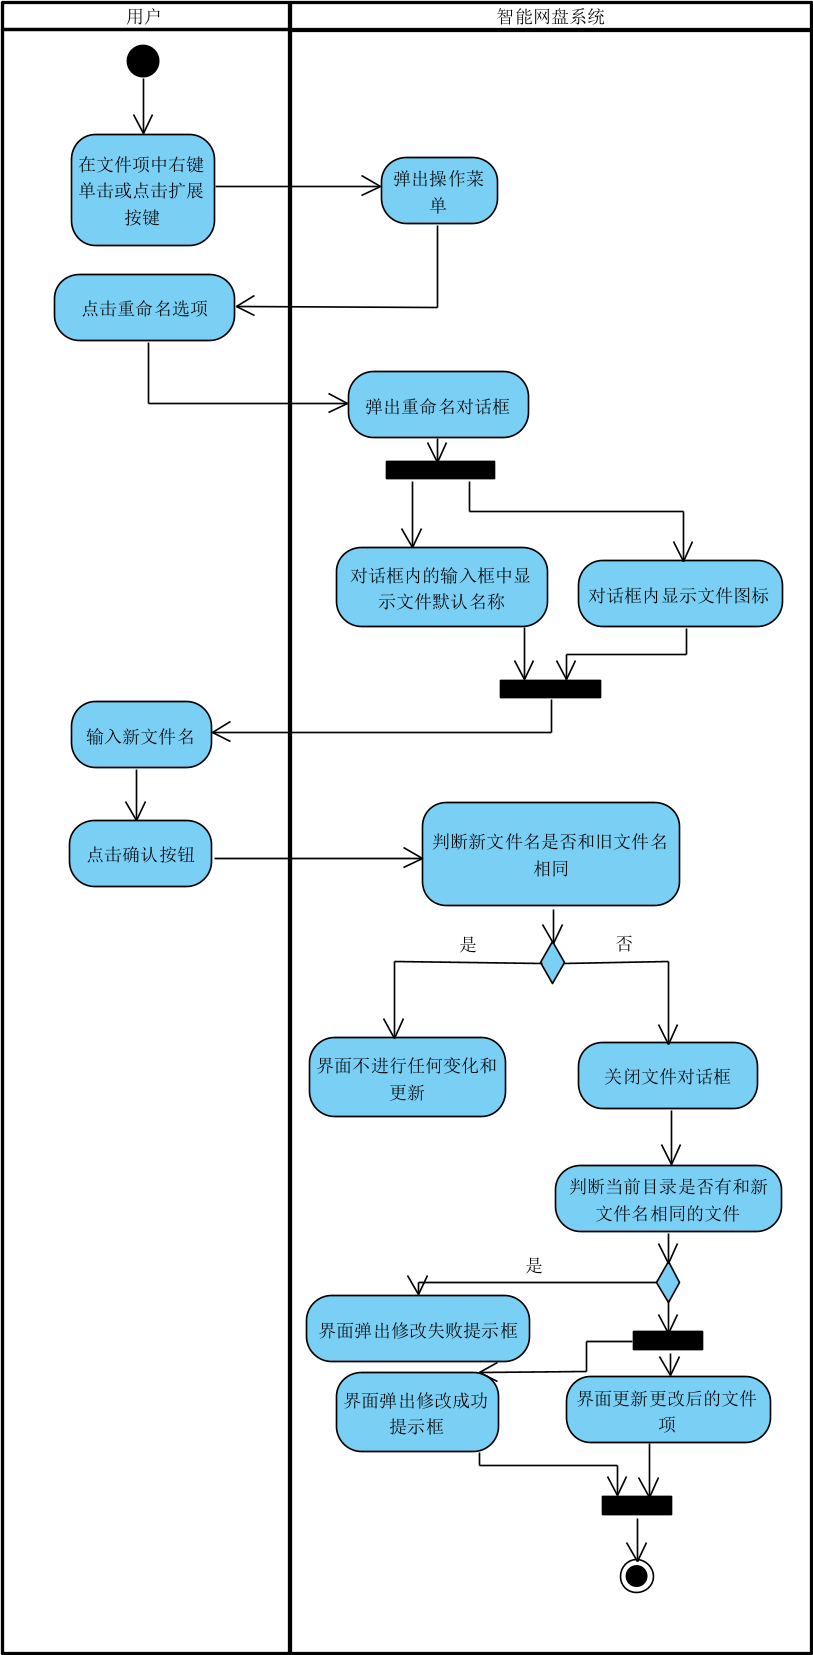 用户
智能网盘系统
在文件项中右键
单击或点击扩展
按键
弹出操作菜
单
点击重命名选项
弹出重命名对话框
对话框内的输入框中显
示文件默认名称
对话框内显示文件图标
输入新文件名
点击确认按钮
判断新文件名是否和旧文件名
相同
是
否
界面不进行任何变化和
更新
关闭文件对话框
判断当前目录是否有和新
文件名相同的文件
是
界面弹出修改失败提示框
界面弹出修改成功
提示框
界面更新更改后的文件
项